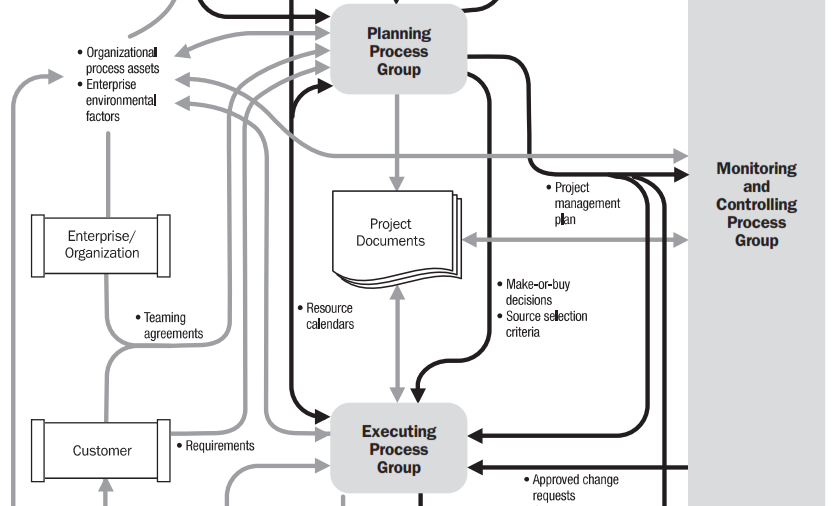 Planning
Process
Group
• Organizational
process assets
• Enterprise
environmental
factors
Monitoring
and
Controlling
Process
Group
• Project
management
plan
Project
Documents
Enterprise/
Organization
• Make-or-buy
decisions
• Source selection
criteria
• Resource
calendars
• Teaming
agreements
Executing
Process
Group
Customer
• Requirements
• Approved change
requests